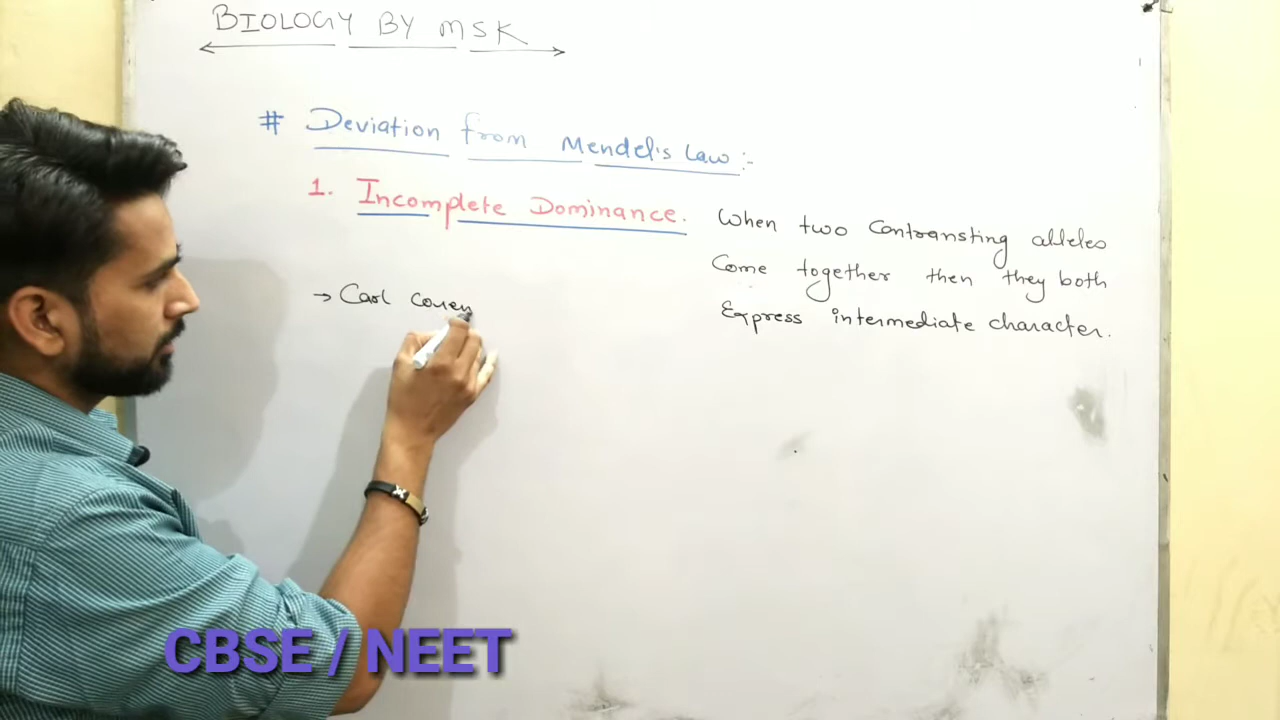 BIOLOGY BY MSK
# Deviation from Mendel's Law :-
1. Incomplete Dominance.
When two Contransting alleles
Come together then they both
Express intermediate character.
→ Carl coren
CBSE / NEET